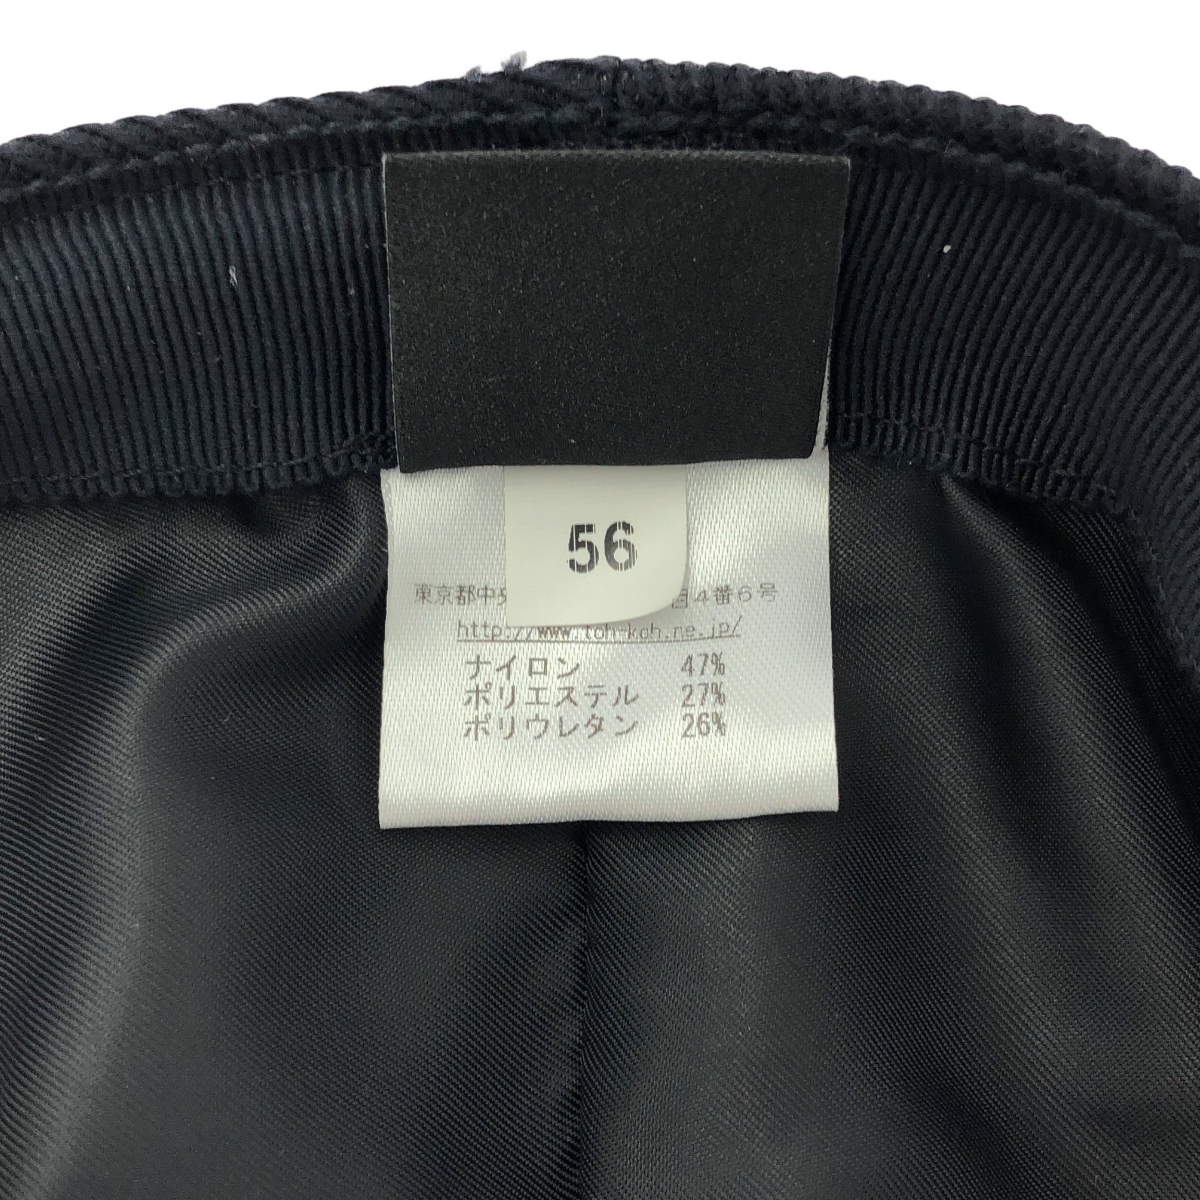 56
東京都中央 目4番6号
http://www.toh-koh.ne.jp/
ナイロン 47%
ポリエステル 27%
ポリウレタン 26%